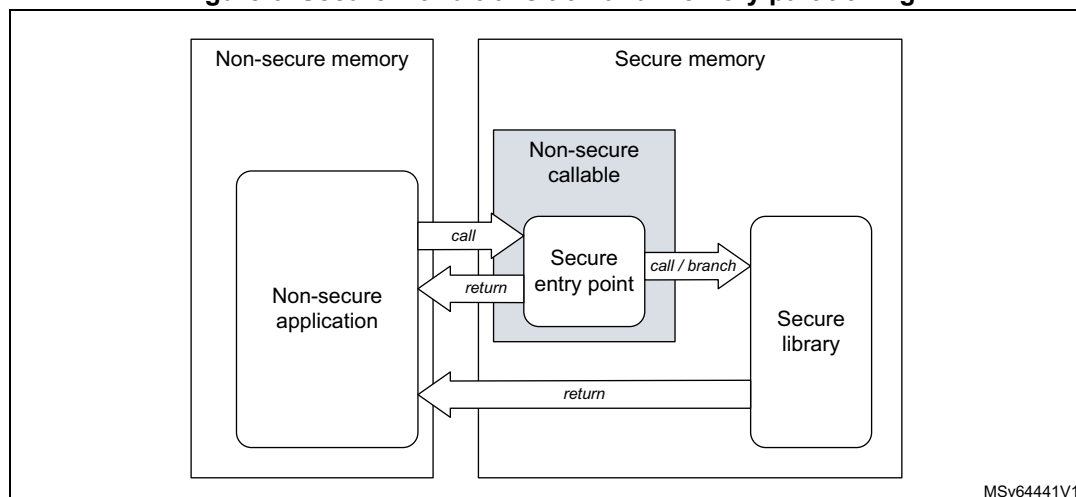 Non-secure memory
Secure memory
Non-secure
callable
call
Secure
entry point
call / branch
return
Non-secure
application
Secure
library
return
MSv64441V1